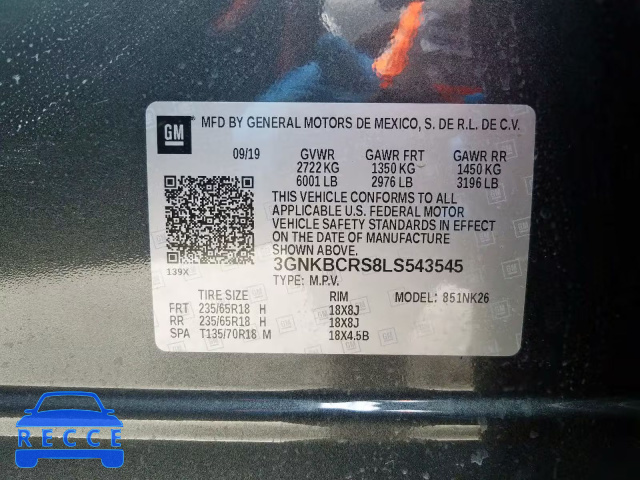 GM MFD BY GENERAL MOTORS DE MEXICO, S. DE R.L. DE C.V.
09/19 GVWR GAWR FRT GAWR RR
2722 KG 1350 KG 1450 KG
6001 LB 2976 LB 3196 LB
THIS VEHICLE CONFORMS TO ALL
APPLICABLE U.S. FEDERAL MOTOR
VEHICLE SAFETY STANDARDS IN EFFECT
ON THE DATE OF MANUFACTURE
SHOWN ABOVE.
139X 3GNKBCRS8LS543545
TYPE: M.P.V.
TIRE SIZE RIM MODEL: 851NK26
FRT 235/65R18 H 18X8J
RR 235/65R18 H 18X8J
SPA T135/70R18 M 18X4.5B
RECCE